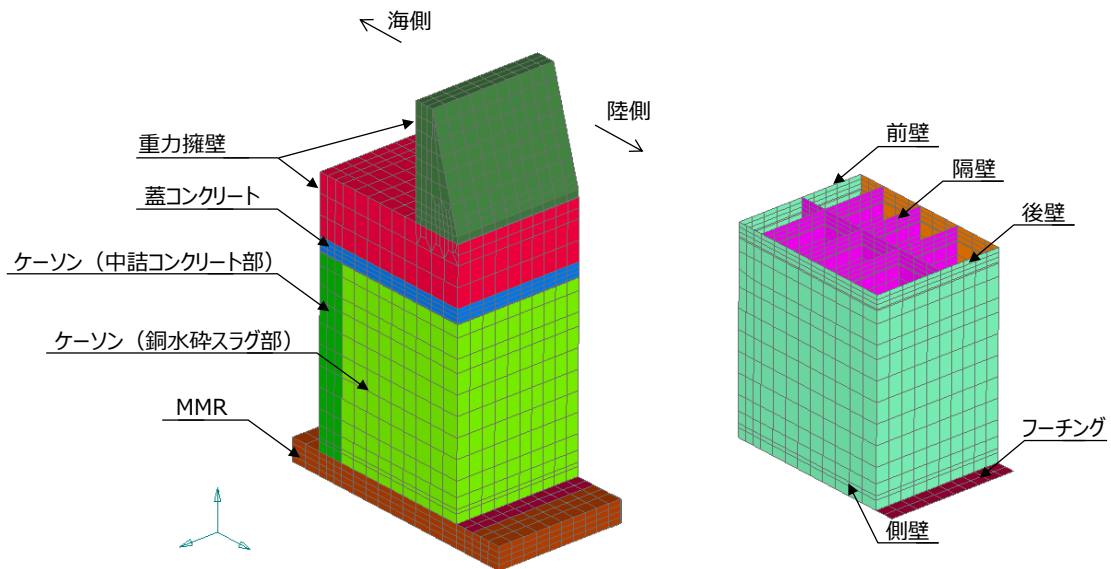 海側
陸側
重力擁壁
蓋コンクリート
ケーソン（中詰コンクリート部）
ケーソン（銅水砕スラグ部）
MMR
前壁
隔壁
後壁
フーチング
側壁